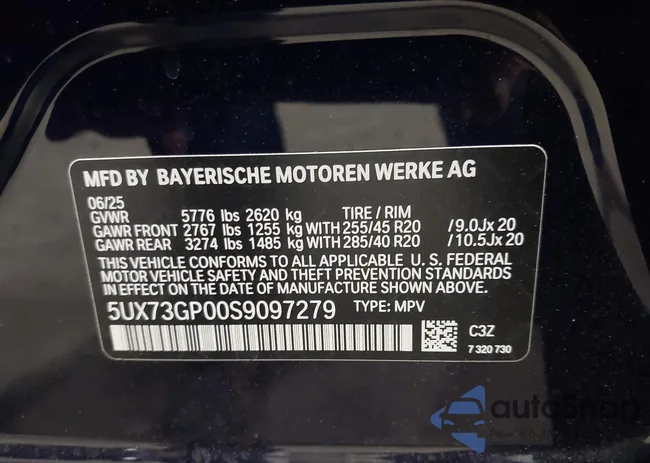 MFD BY BAYERISCHE MOTOREN WERKE AG
06/25
GVWR 5776 lbs 2620 kg TIRE / RIM
GAWR FRONT 2767 lbs 1255 kg WITH 255/45 R20 /9.0Jx 20
GAWR REAR 3274 lbs 1485 kg WITH 285/40 R20 /10.5Jx 20
THIS VEHICLE CONFORMS TO ALL APPLICABLE U. S. FEDERAL
MOTOR VEHICLE SAFETY AND THEFT PREVENTION STANDARDS
IN EFFECT ON THE DATE OF MANUFACTURE SHOWN ABOVE.
5UX73GP00S9097279 TYPE: MPV
C3Z
7 320 730
autoSnap